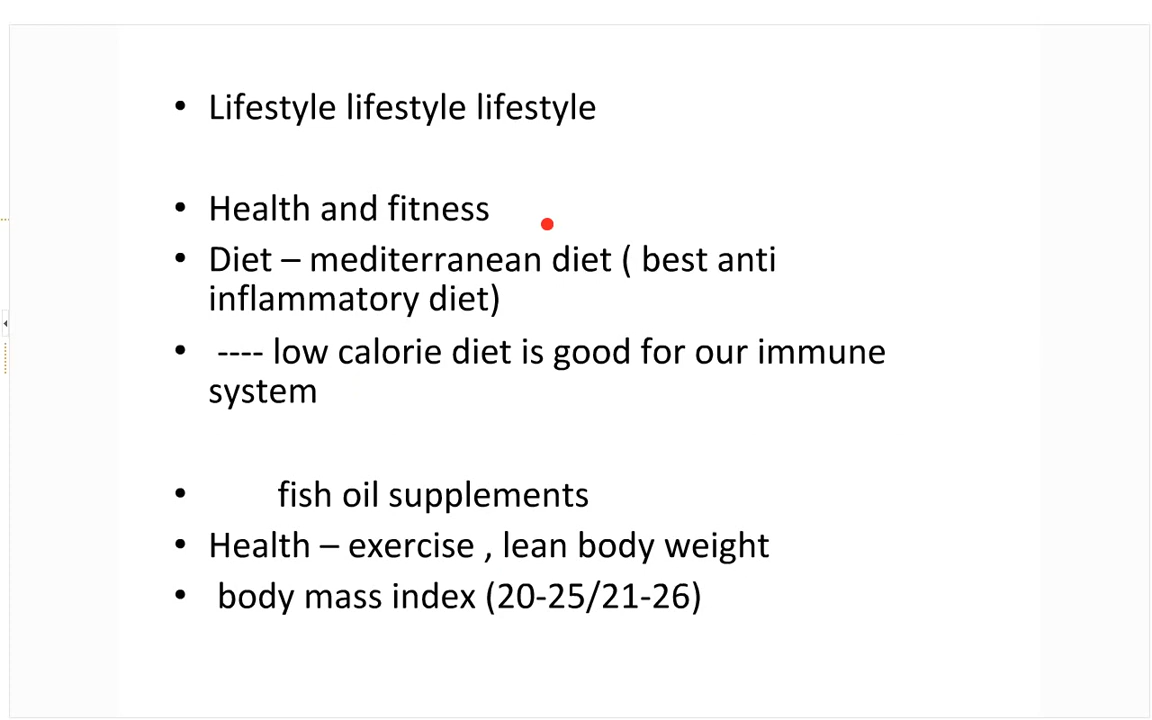 • Lifestyle lifestyle lifestyle
• Health and fitness
• Diet – mediterranean diet ( best anti
inflammatory diet)
• ---- low calorie diet is good for our immune
system
• fish oil supplements
• Health – exercise , lean body weight
• body mass index (20-25/21-26)